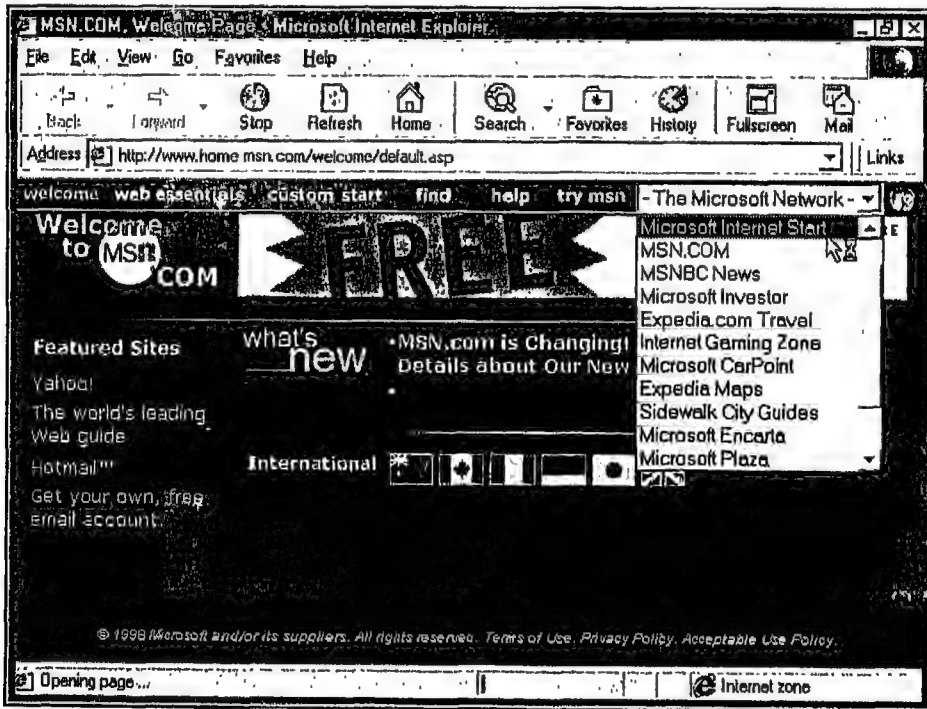 MSN.COM, Welcome Page - Microsoft Internet Explorer
File Edit View Go Favorites Help
Back Forward Stop Refresh Home Search Favorites History Fullscreen Mail
Address http://www.home msn.com/welcome/default.asp Links
welcome web essentials custom start find help try msn - The Microsoft Network -
Welcome
to msn
.COM
FREE
Microsoft Internet Start
MSN.COM
MSNBC News
Microsoft Investor
Expedia.com Travel
Internet Gaming Zone
Microsoft CarPoint
Expedia Maps
Sidewalk City Guides
Microsoft Encarta
Microsoft Plaza
Featured Sites
Yahoo!
The world's leading
Web guide
Hotmail™
Get your own, free
email account.
what's
new
•MSN.com is Changing!
Details about Our New
•
International
© 1998 Microsoft and/or its suppliers. All rights reserved. Terms of Use, Privacy Policy, Acceptable Use Policy.
Opening page... Internet zone